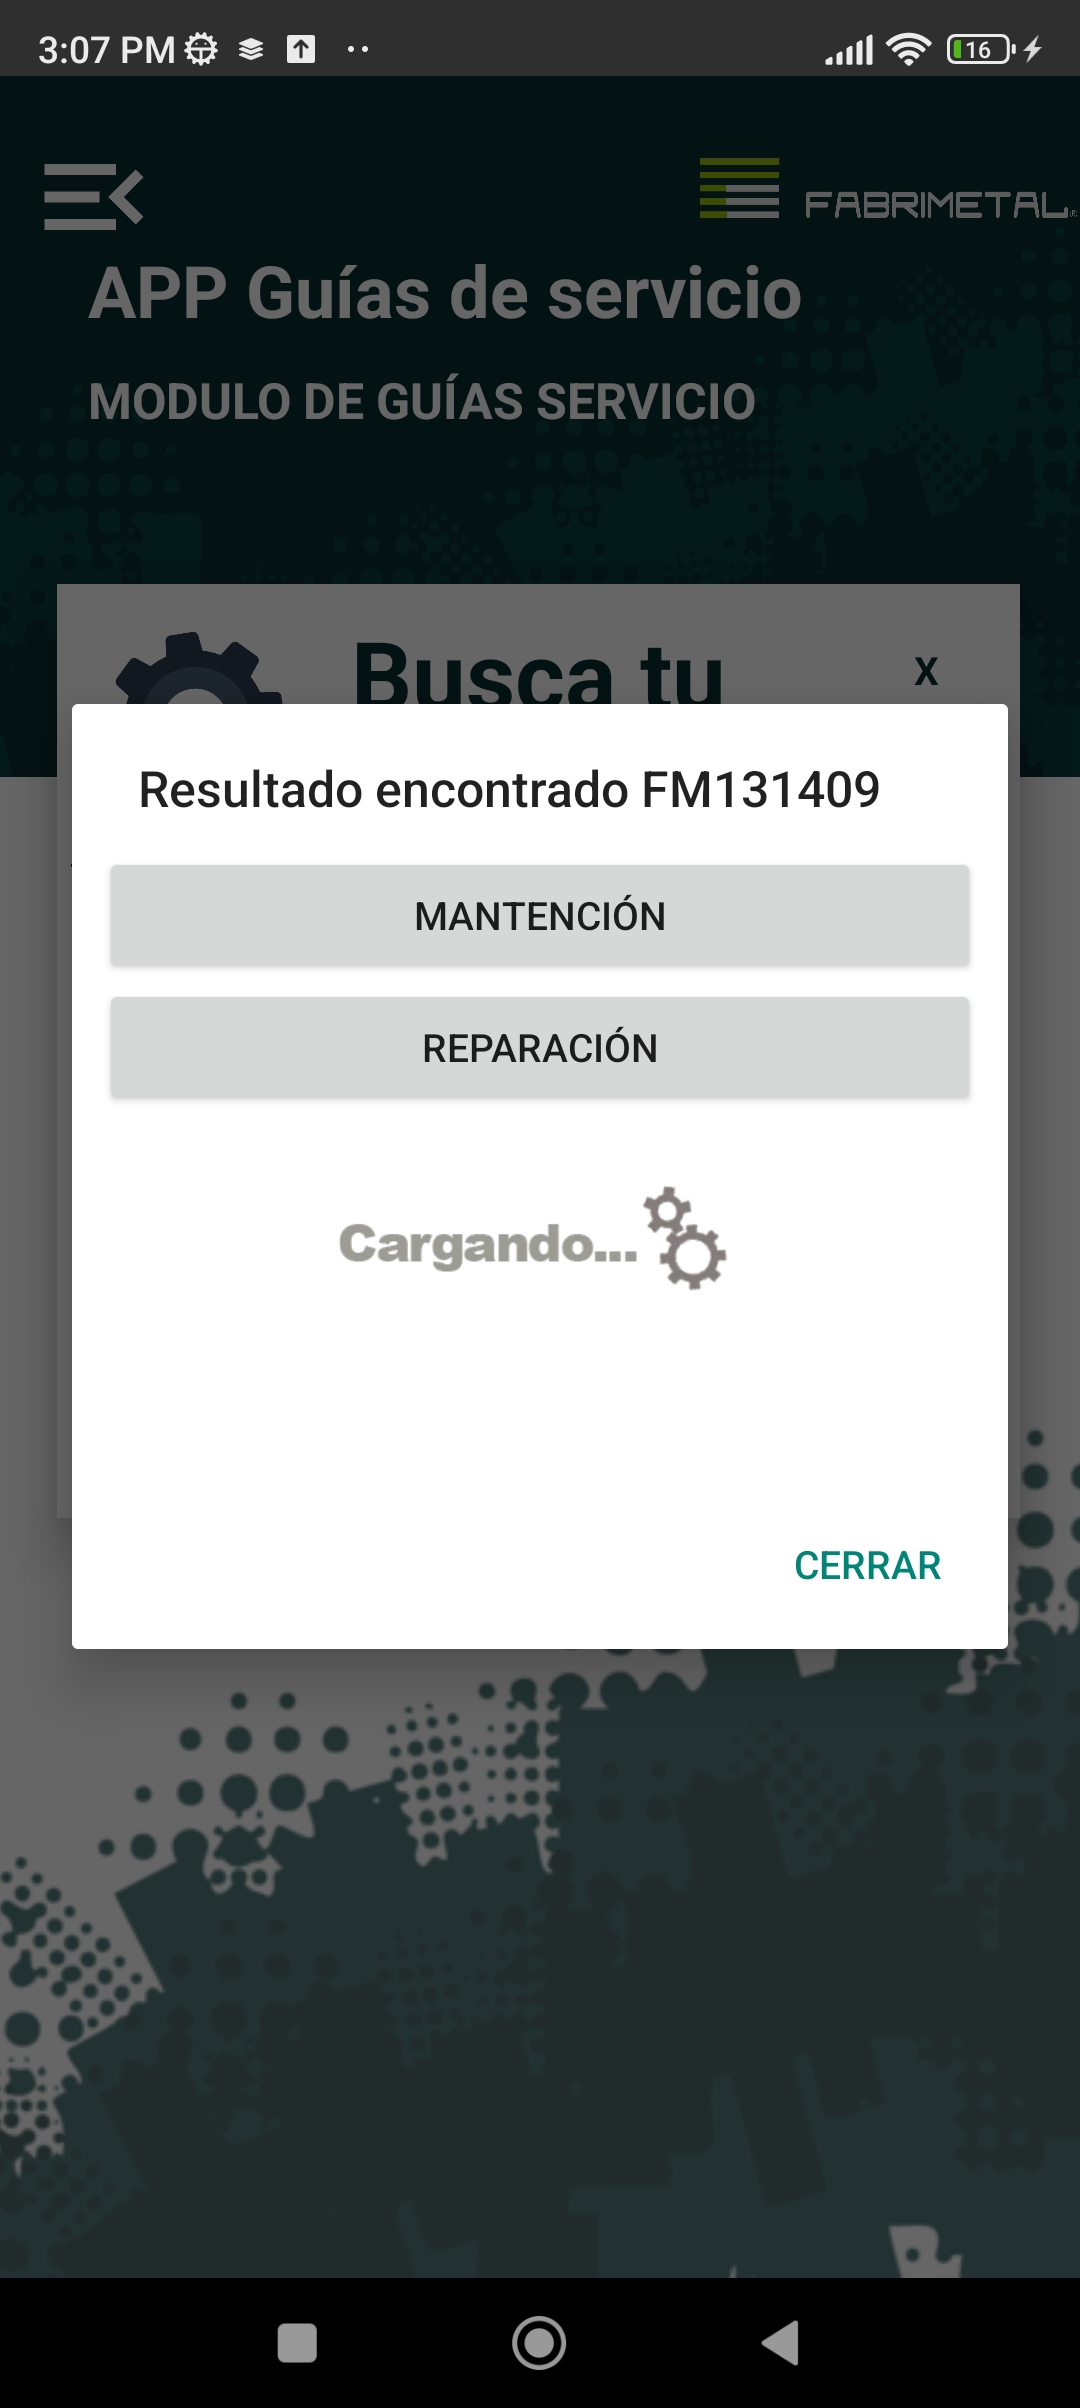 3:07 PM
16
FABRIMETAL
APP Guías de servicio
MODULO DE GUÍAS SERVICIO
Busca tu
X
Resultado encontrado FM131409
MANTENCIÓN
REPARACIÓN
Cargando...
CERRAR